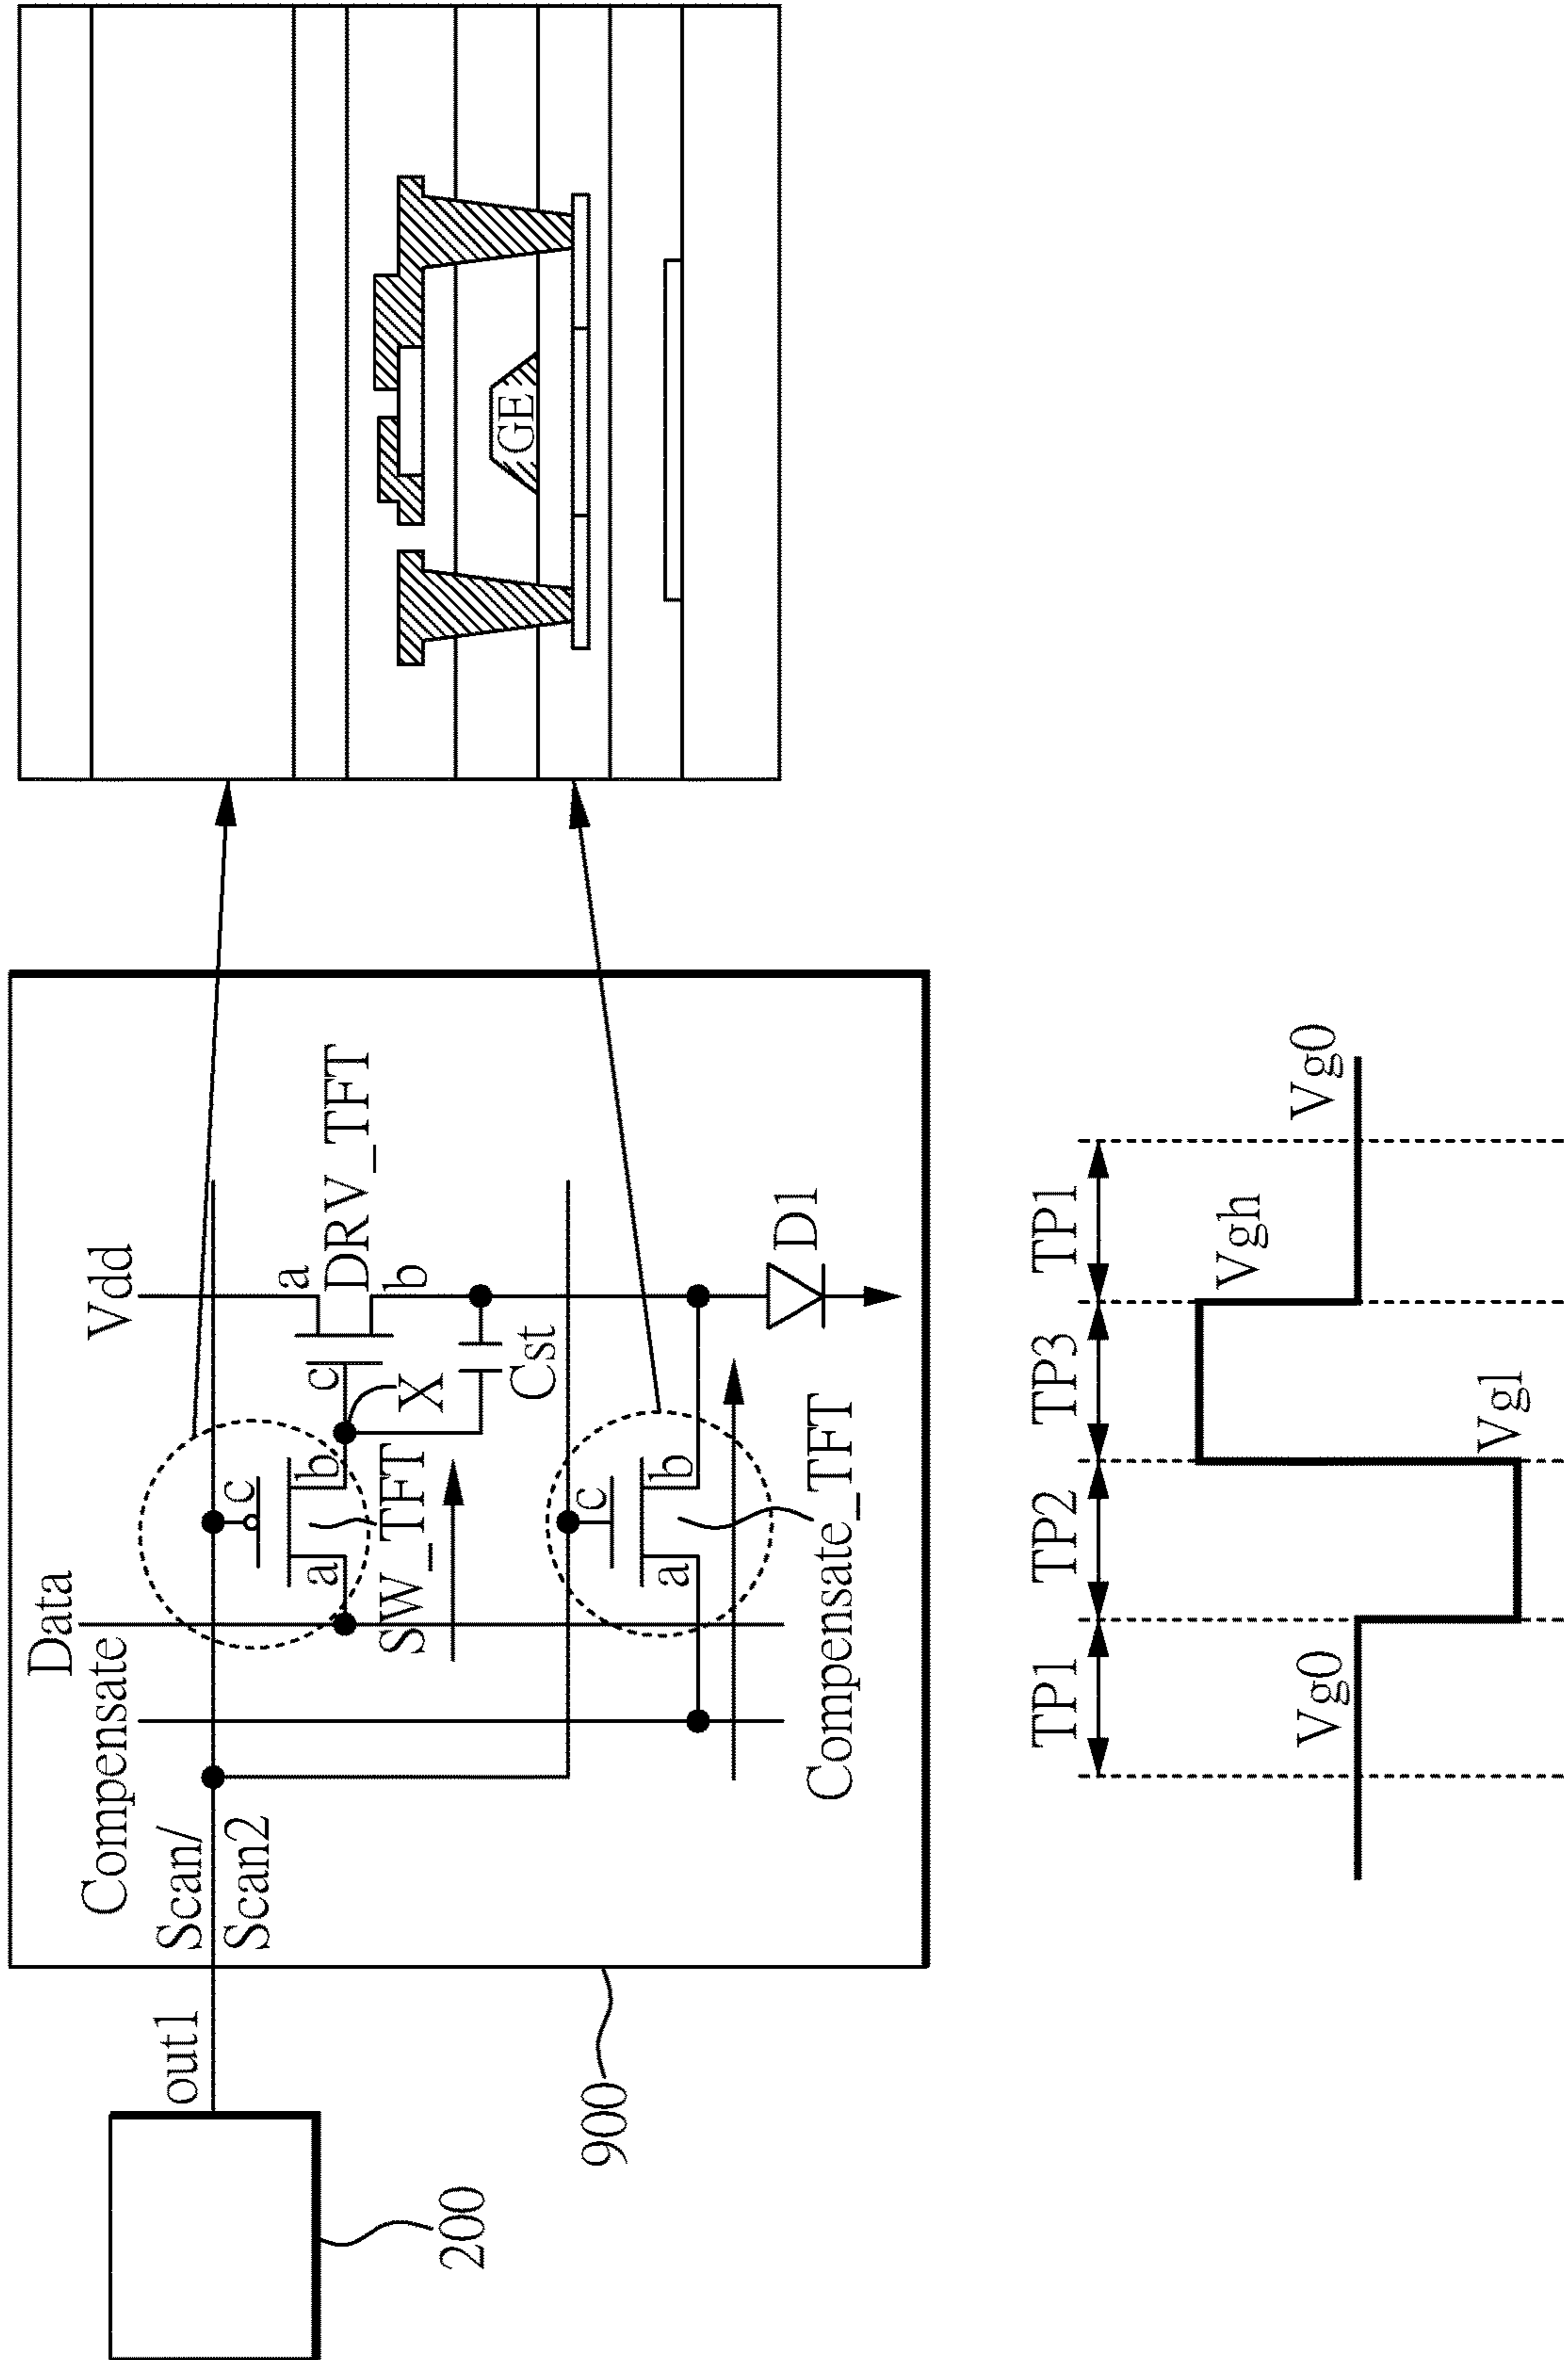 200
out1
900
Scan/
Scan2
Compensate
Data
Vdd
c
a
b
SW_TFT
X
c
a
b
DRV_TFT
Cst
c
a
b
Compensate_TFT
D1
GE
TP1
TP2
TP3
TP1
Vg0
Vgl
Vgh
Vg0